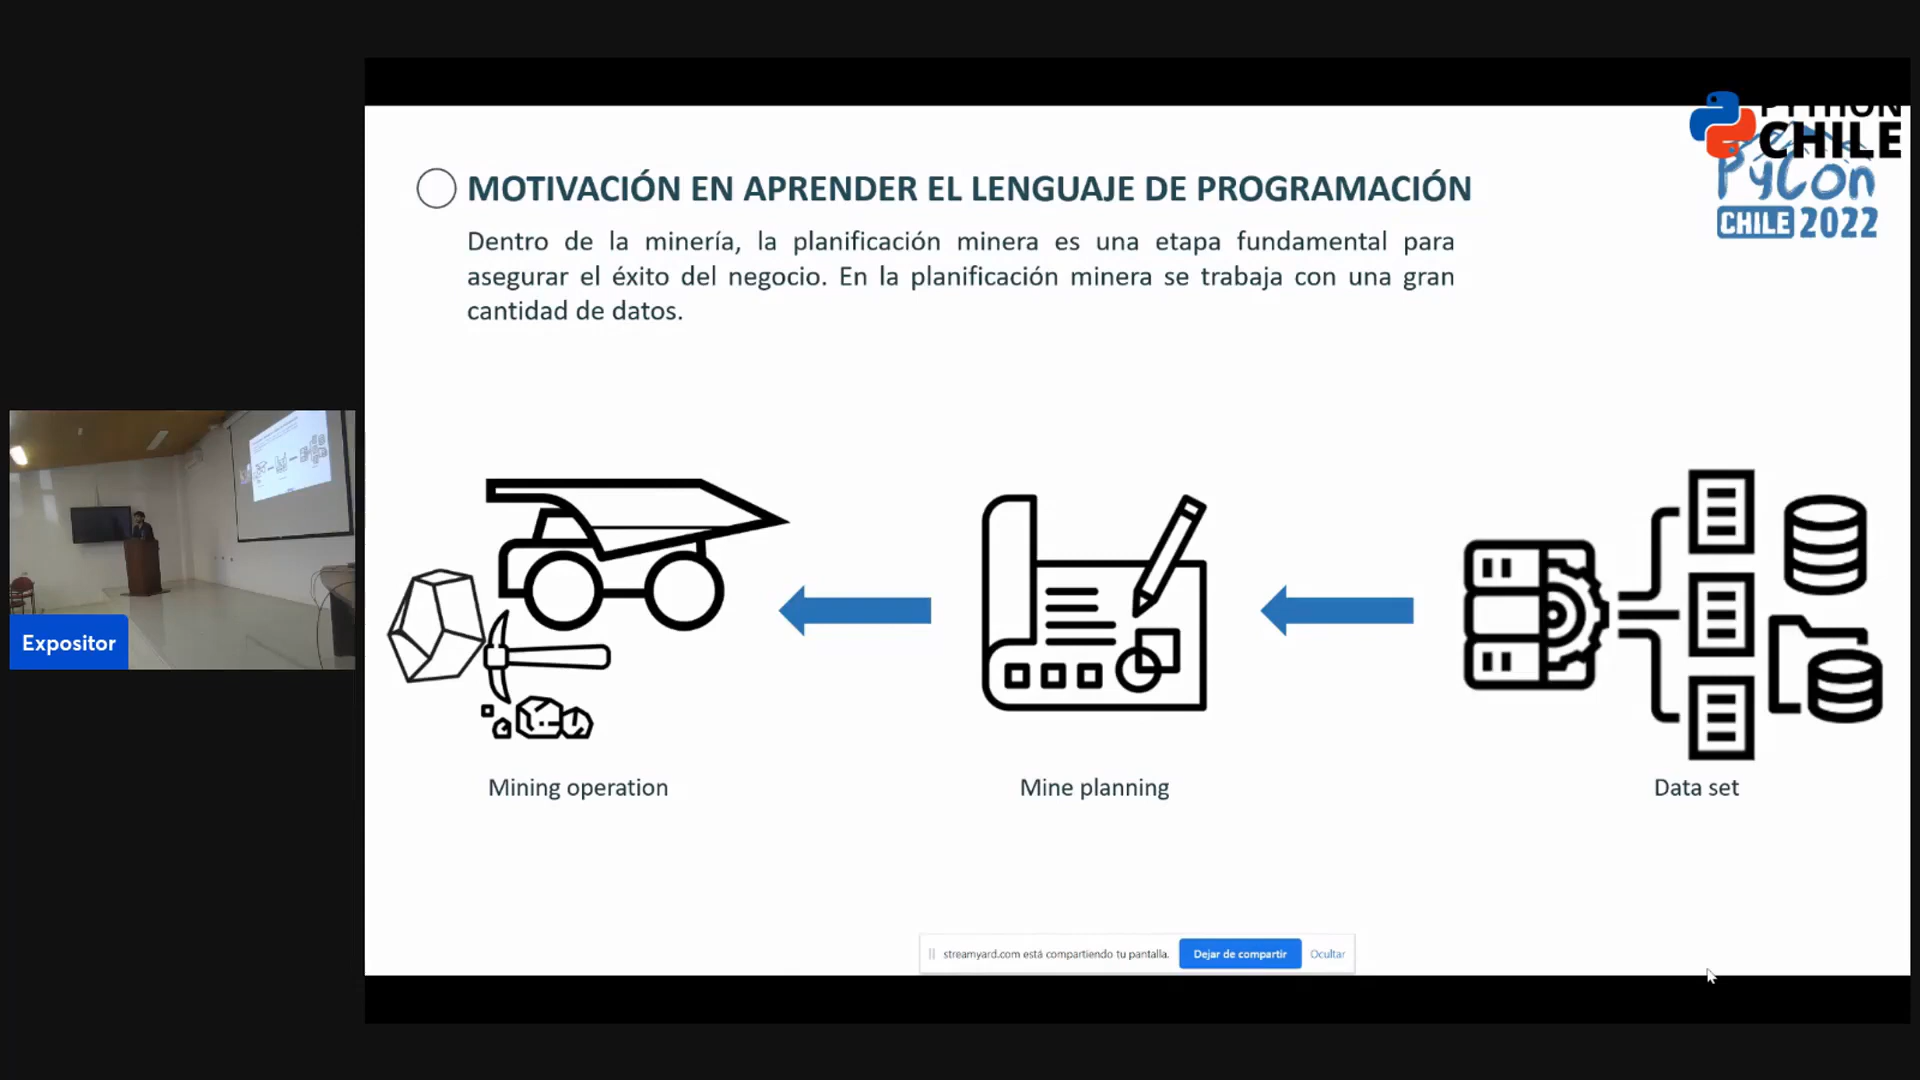 PYTHON
CHILE
PyCon
CHILE 2022
MOTIVACIÓN EN APRENDER EL LENGUAJE DE PROGRAMACIÓN
Dentro de la minería, la planificación minera es una etapa fundamental para
asegurar el éxito del negocio. En la planificación minera se trabaja con una gran
cantidad de datos.
Expositor
Mining operation
Mine planning
Data set
streamyard.com está compartiendo tu pantalla.
Dejar de compartir
Ocultar